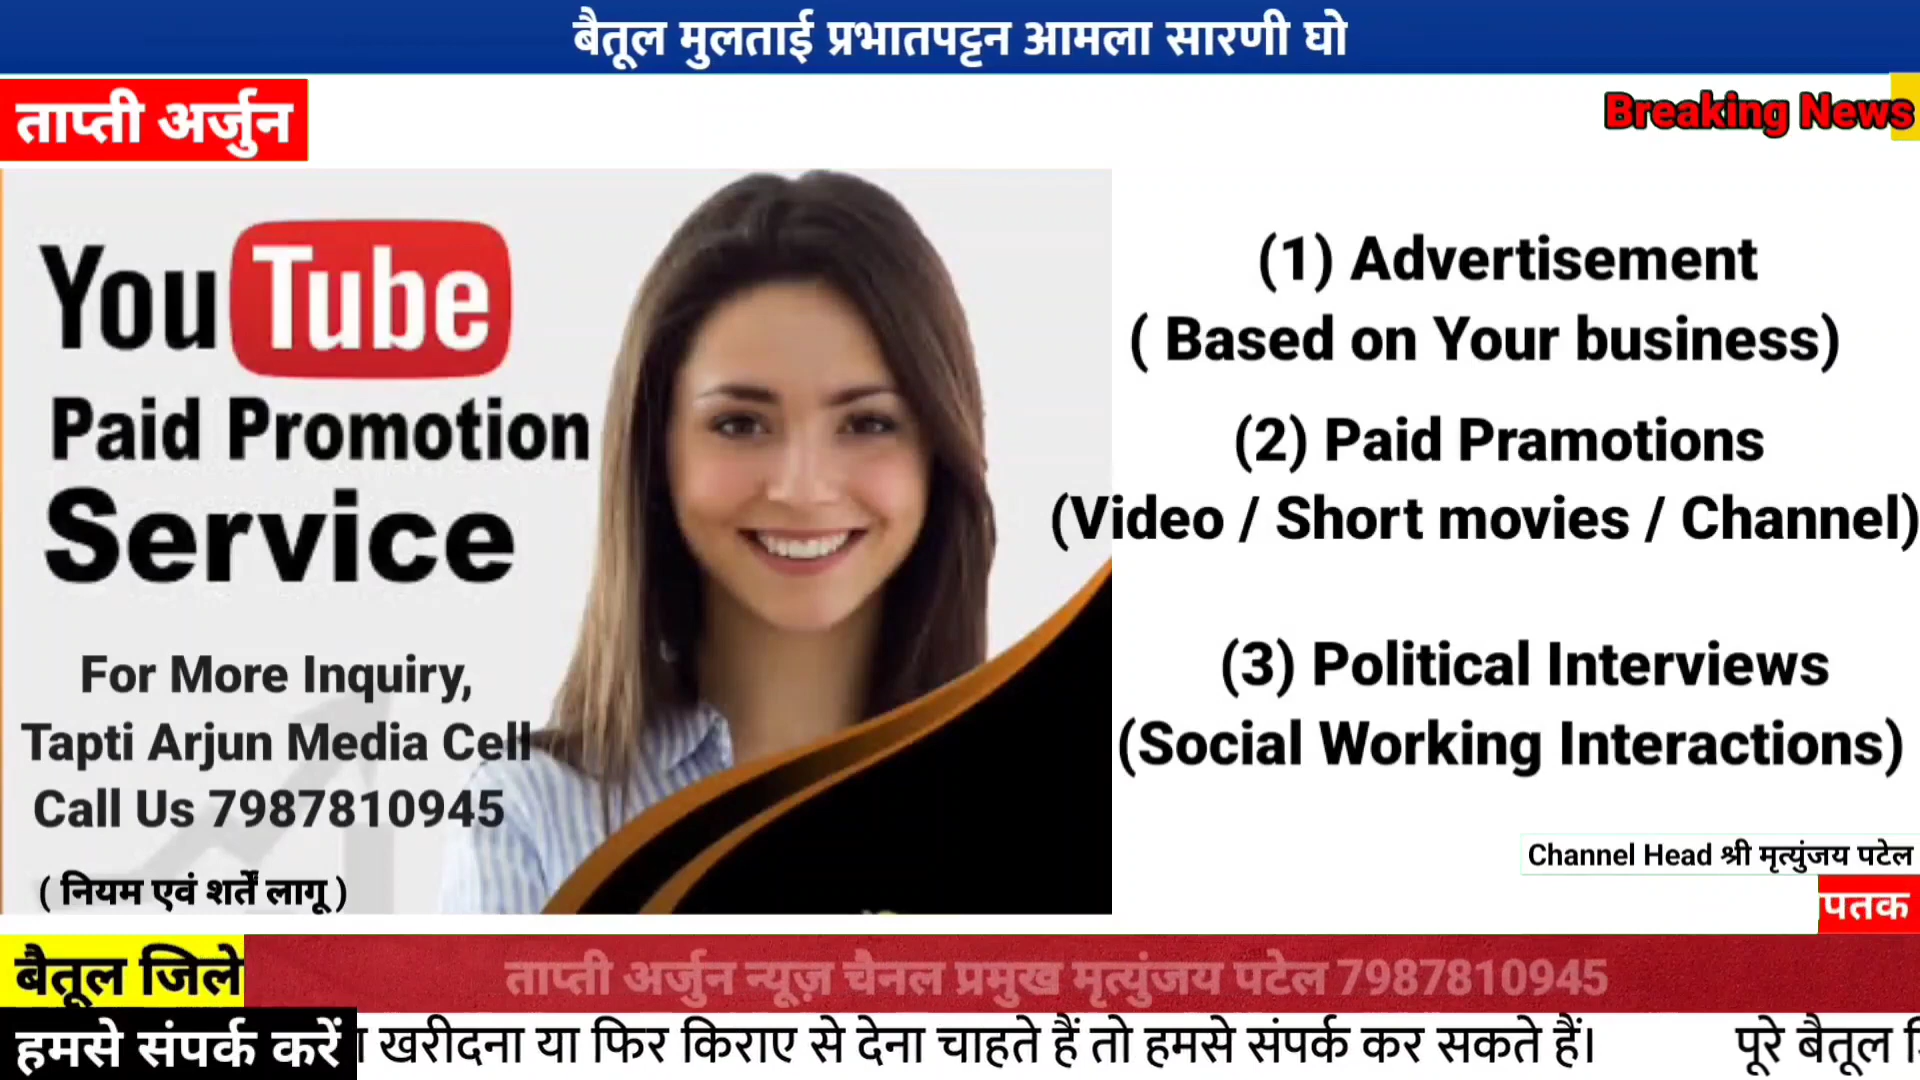 बैतूल मुलताई प्रभातपट्टन आमला सारणी घो
ताप्ती अर्जुन
Breaking News
YouTube
Paid Promotion
Service
For More Inquiry,
Tapti Arjun Media Cell
Call Us 7987810945
( नियम एवं शर्तें लागू )
(1) Advertisement
( Based on Your business)
(2) Paid Pramotions
(Video / Short movies / Channel)
(3) Political Interviews
(Social Working Interactions)
Channel Head श्री मृत्युंजय पटेल
पतक
बैतूल जिले
ताप्ती अर्जुन न्यूज़ चैनल प्रमुख मृत्युंजय पटेल 7987810945
हमसे संपर्क करें
खरीदना या फिर किराए से देना चाहते हैं तो हमसे संपर्क कर सकते हैं। पूरे बैतूल